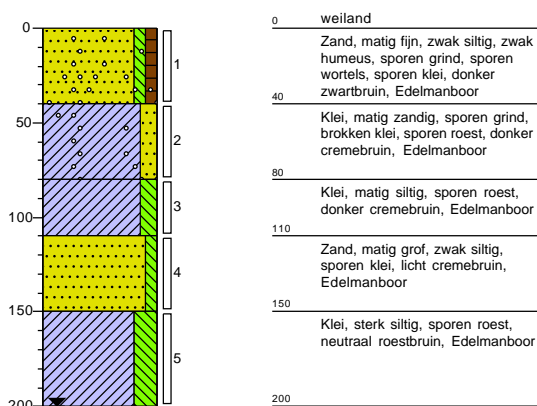 0
50
100
150
200
1
2
3
4
5
0
weiland
Zand, matig fijn, zwak siltig, zwak
humeus, sporen grind, sporen
wortels, sporen klei, donker
zwartbruin, Edelmanboor
40
Klei, matig zandig, sporen grind,
brokken klei, sporen roest, donker
cremebruin, Edelmanboor
80
Klei, matig siltig, sporen roest,
donker cremebruin, Edelmanboor
110
Zand, matig grof, zwak siltig,
sporen klei, licht cremebruin,
Edelmanboor
150
Klei, sterk siltig, sporen roest,
neutraal roestbruin, Edelmanboor
200